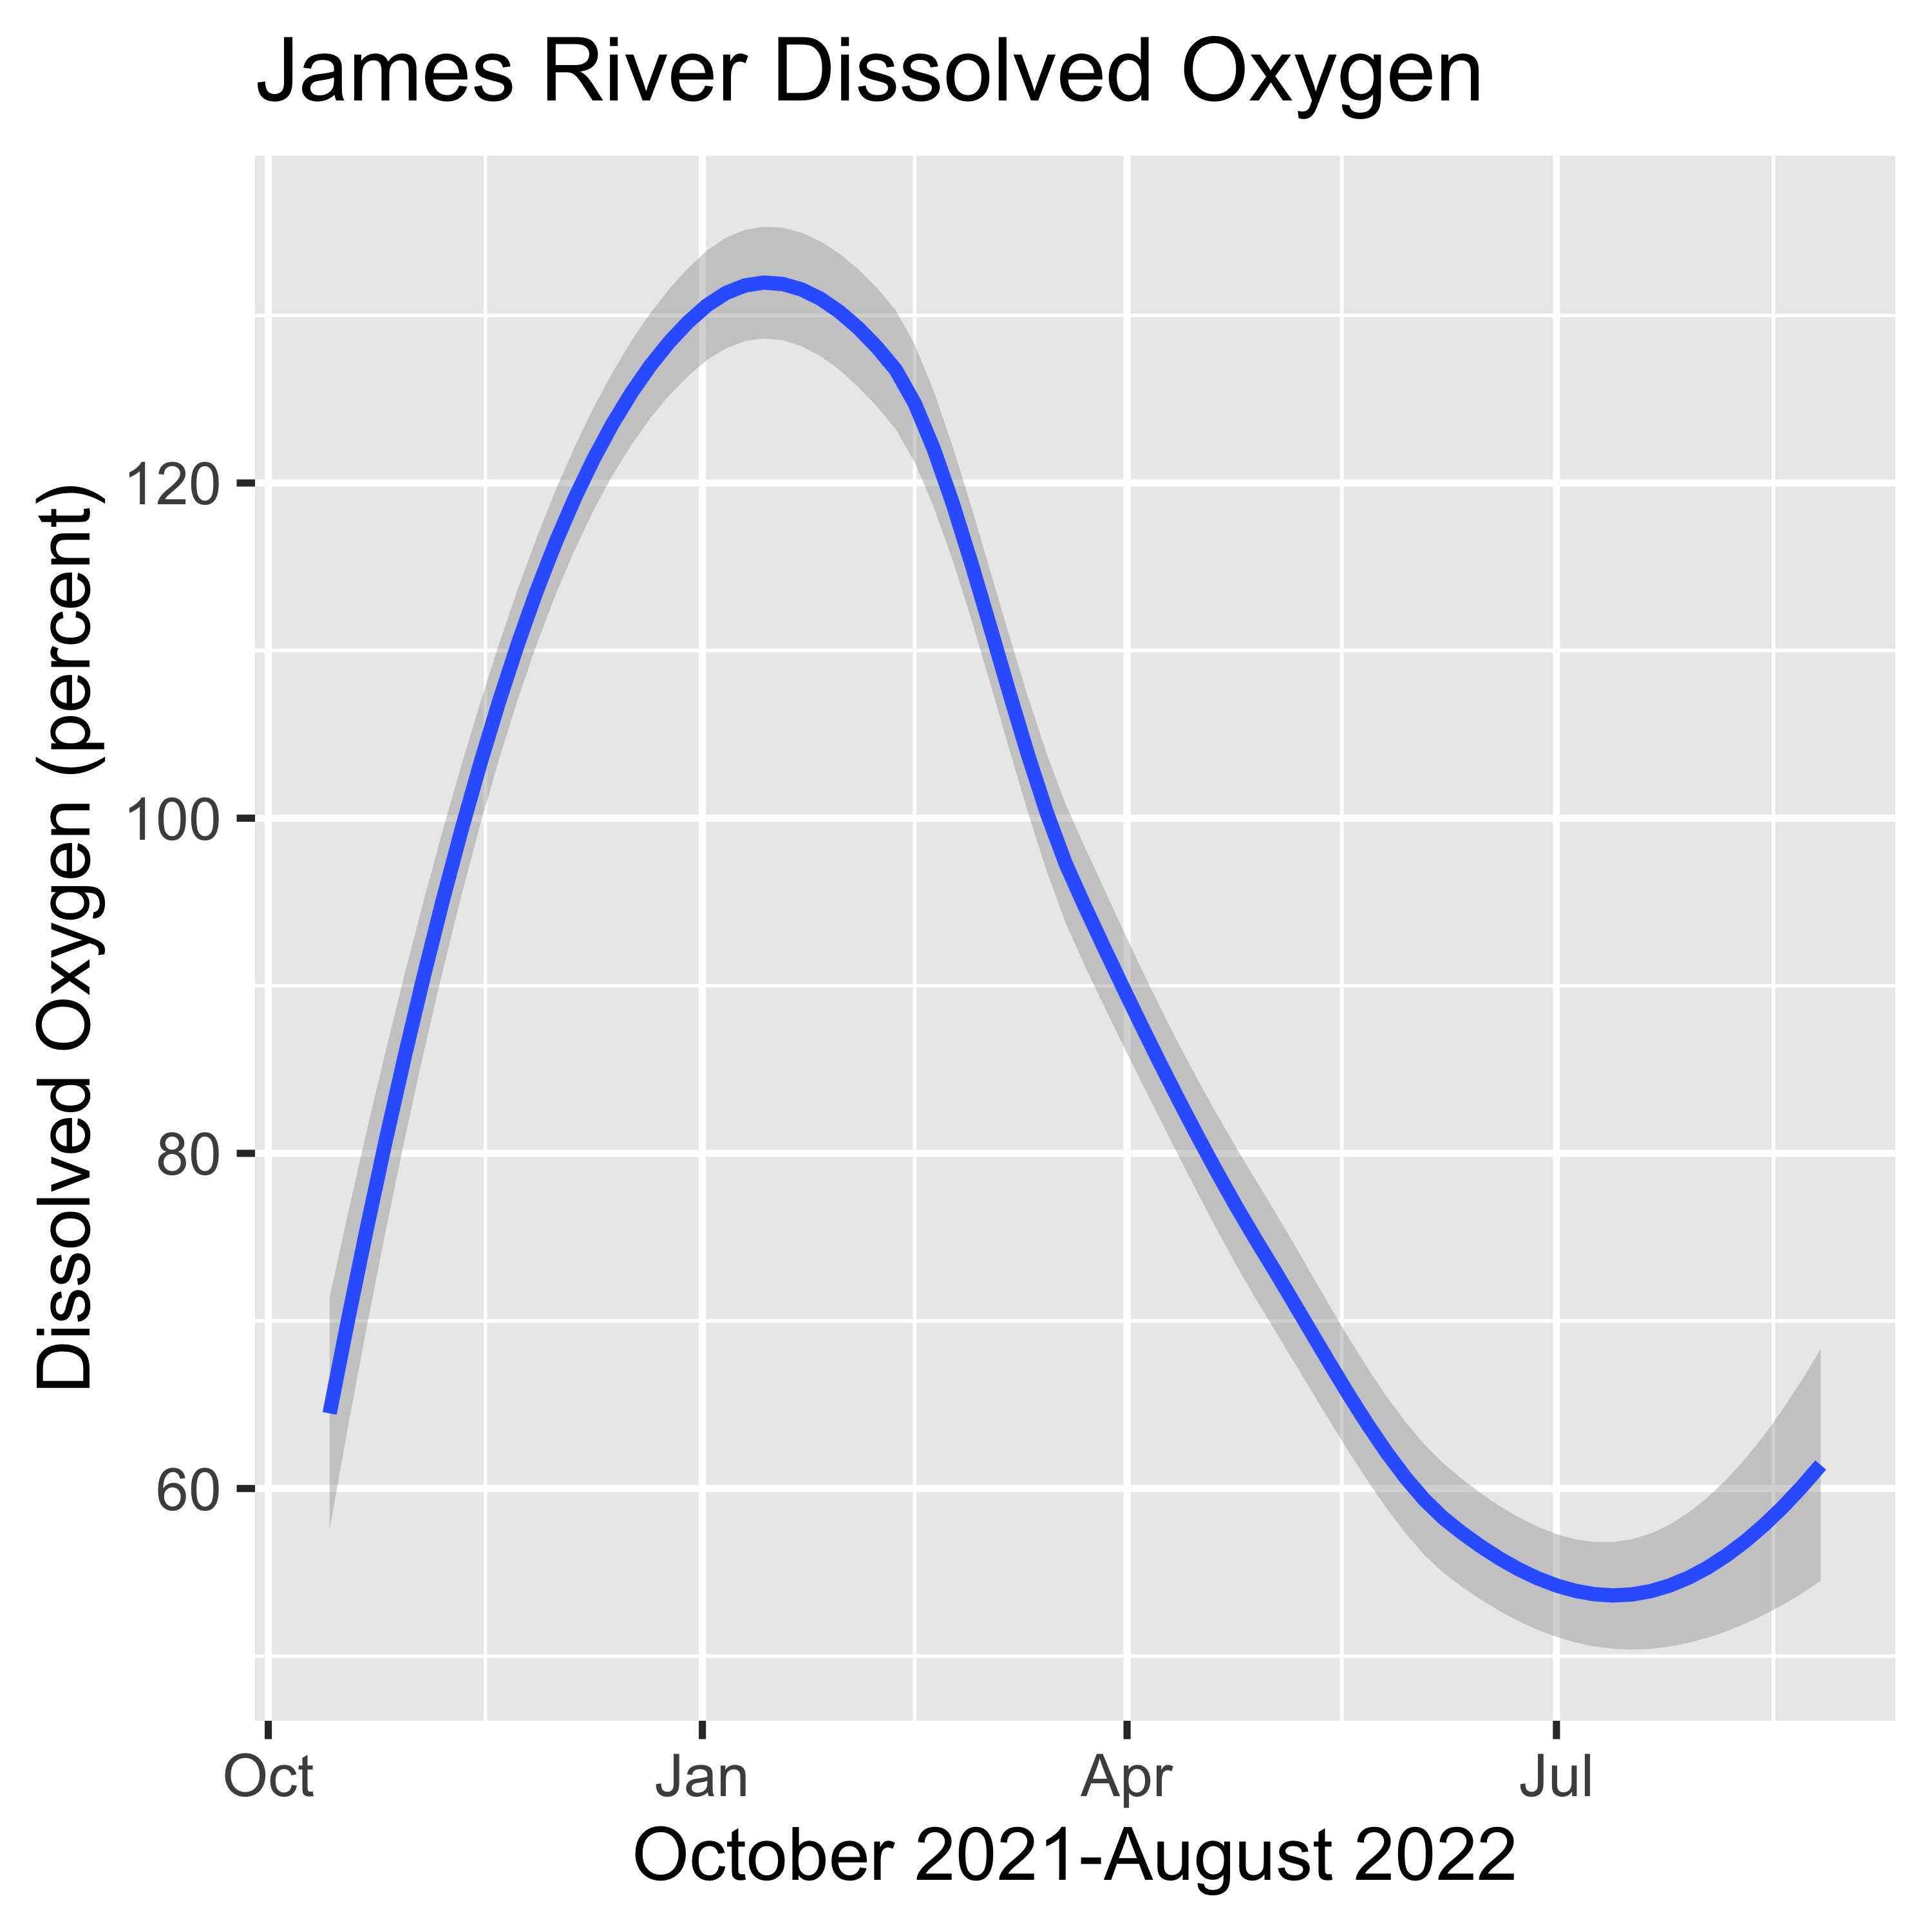 James River Dissolved Oxygen
Dissolved Oxygen (percent)
120
100
80
60
Oct Jan Apr Jul
October 2021-August 2022